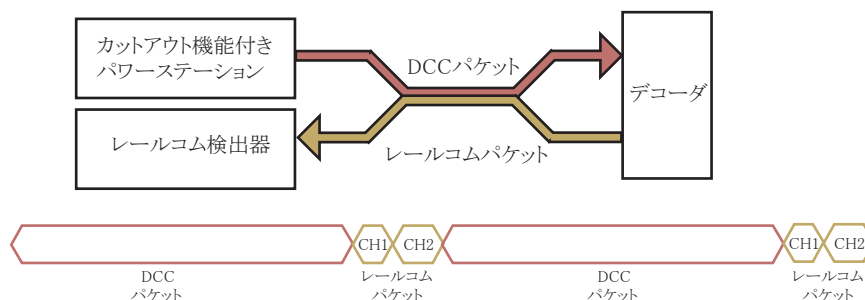 カットアウト機能付き
パワーステーション
DCCパケット
デコーダ
レールコム検出器
レールコムパケット
CH1
CH2
CH1
CH2
DCC
パケット
レールコム
パケット
DCC
パケット
レールコム
パケット